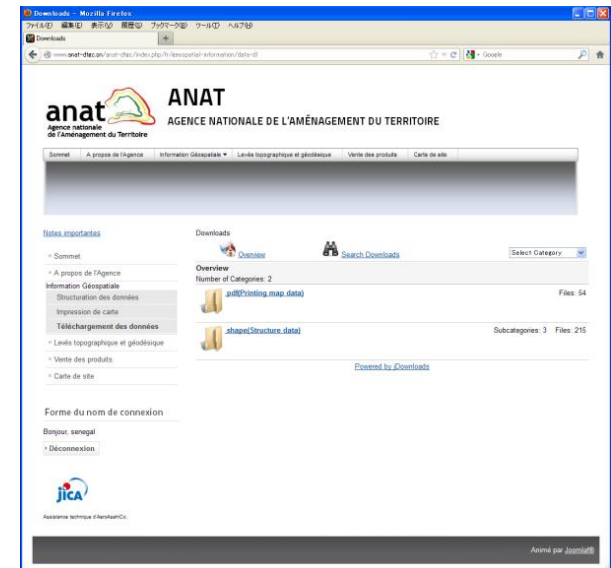 Downloads - Mozilla Firefox
ファイル(F) 編集(E) 表示(V) 履歴(S) ブックマーク(B) ツール(T) ヘルプ(H)
Downloads
Google
anat
Agence nationale
de l'Aménagement du Territoire
ANAT
AGENCE NATIONALE DE L'AMÉNAGEMENT DU TERRITOIRE
Sommet A propos de l'Agence Information Géospatiale Levés topographique et géodésique Vente des produits Carte de site
Notes importantes
Sommet
A propos de l'Agence
Information Géospatiale
Structuration des données
Impression de carte
Téléchargement des données
Levés topographique et géodésique
Vente des produits
Carte de site
Forme du nom de connexion
Bonjour, senegal
Déconnexion
jica
Assistance technique d'AeroAsahiCo.
Downloads
Overview Search Downloads Select Category
Overview
Number of Categories: 2
.pdf(Printing map data) Files: 54
.shape(Structure data) Subcategories: 3 Files: 215
Powered by jDownloads
Animé par Joomla!®